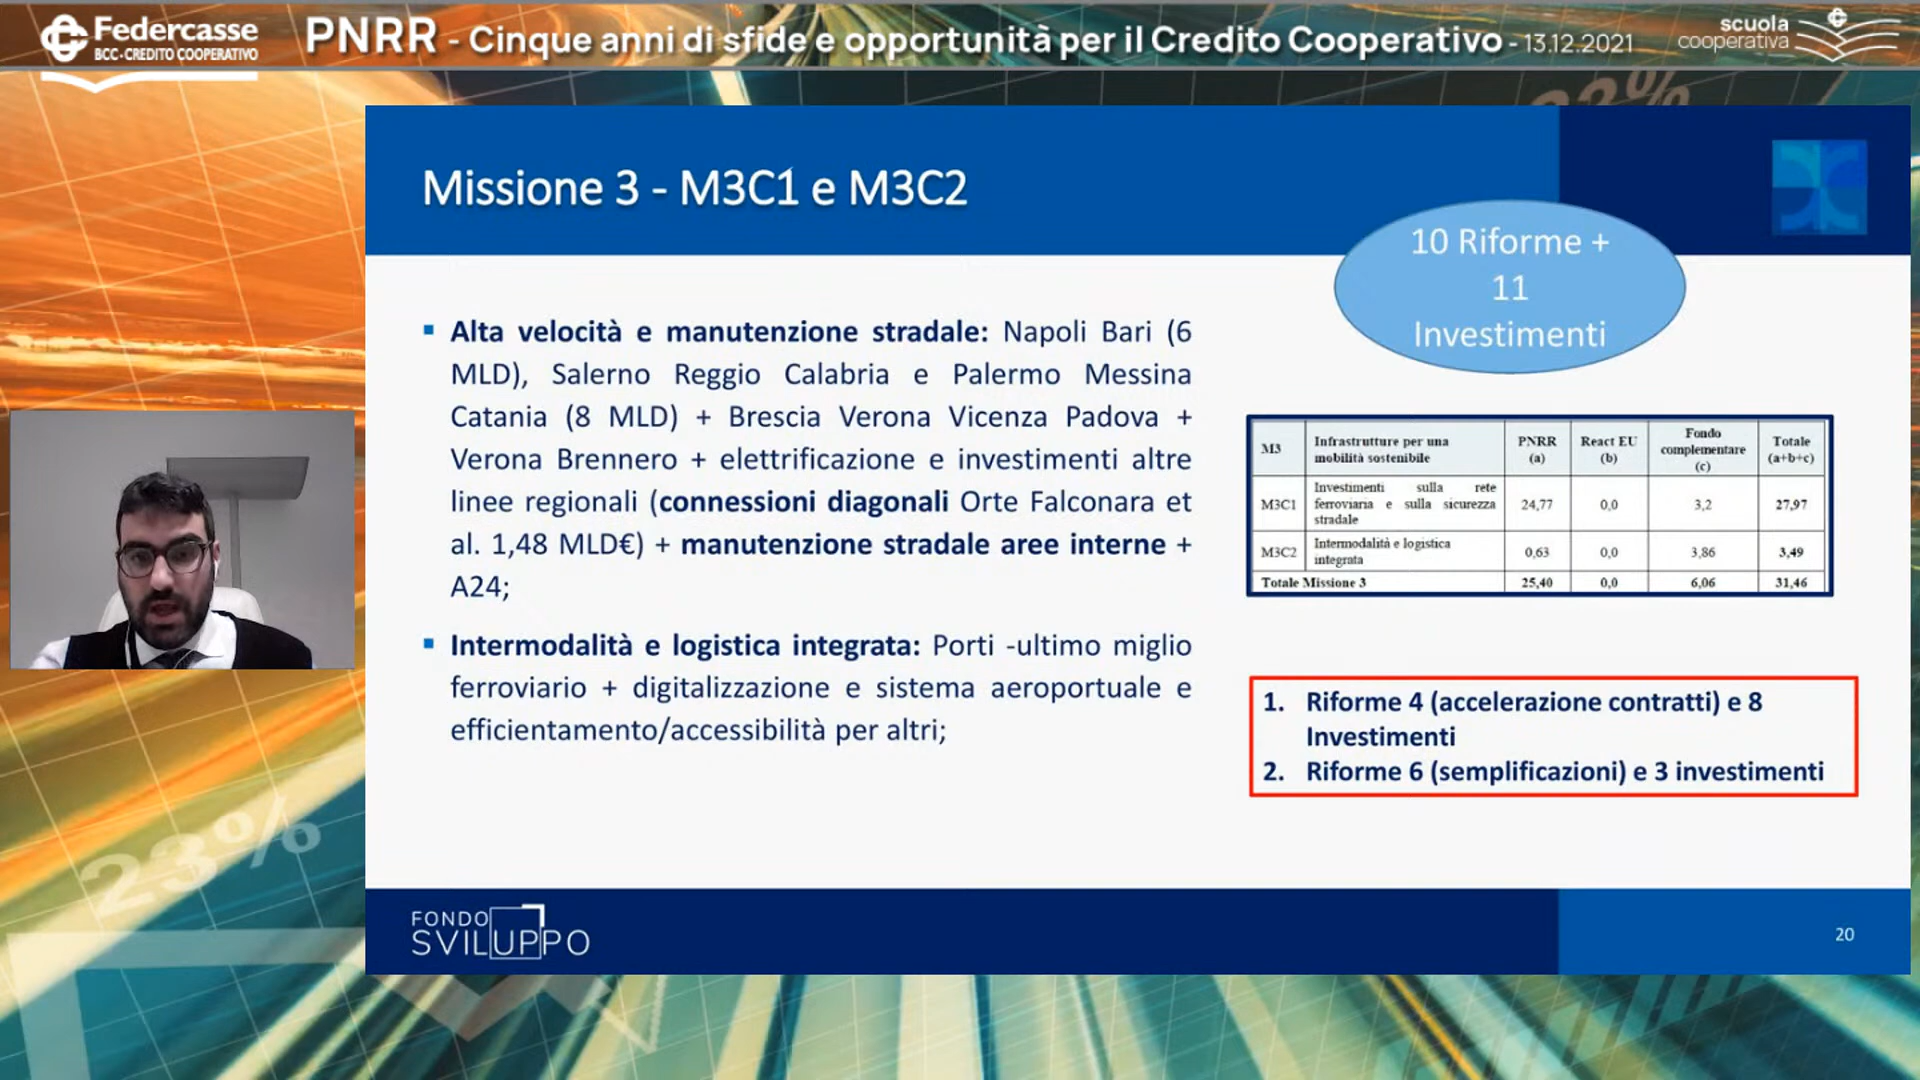 Federcasse
BCC-CREDITO COOPERATIVO
PNRR - Cinque anni di sfide e opportunità per il Credito Cooperativo - 13.12.2021
scuola
cooperativa
Missione 3 - M3C1 e M3C2
10 Riforme +
11
Investimenti
▪ Alta velocità e manutenzione stradale: Napoli Bari (6
MLD), Salerno Reggio Calabria e Palermo Messina
Catania (8 MLD) + Brescia Verona Vicenza Padova +
Verona Brennero + elettrificazione e investimenti altre
linee regionali (connessioni diagonali Orte Falconara et
al. 1,48 MLD€) + manutenzione stradale aree interne +
A24;
▪ Intermodalità e logistica integrata: Porti -ultimo miglio
ferroviario + digitalizzazione e sistema aeroportuale e
efficientamento/accessibilità per altri;
M3 Infrastrutture per una mobilità sostenibile PNRR (a) React EU (b) Fondo complementare (c) Totale (a+b+c)
M3C1 Investimenti sulla rete ferroviaria e sulla sicurezza stradale 24,77 0,0 3,2 27,97
M3C2 Intermodalità e logistica integrata 0,63 0,0 3,86 3,49
Totale Missione 3 25,40 0,0 6,06 31,46
1. Riforme 4 (accelerazione contratti) e 8
Investimenti
2. Riforme 6 (semplificazioni) e 3 investimenti
FONDO
SVILUPPO
20
23%
23%